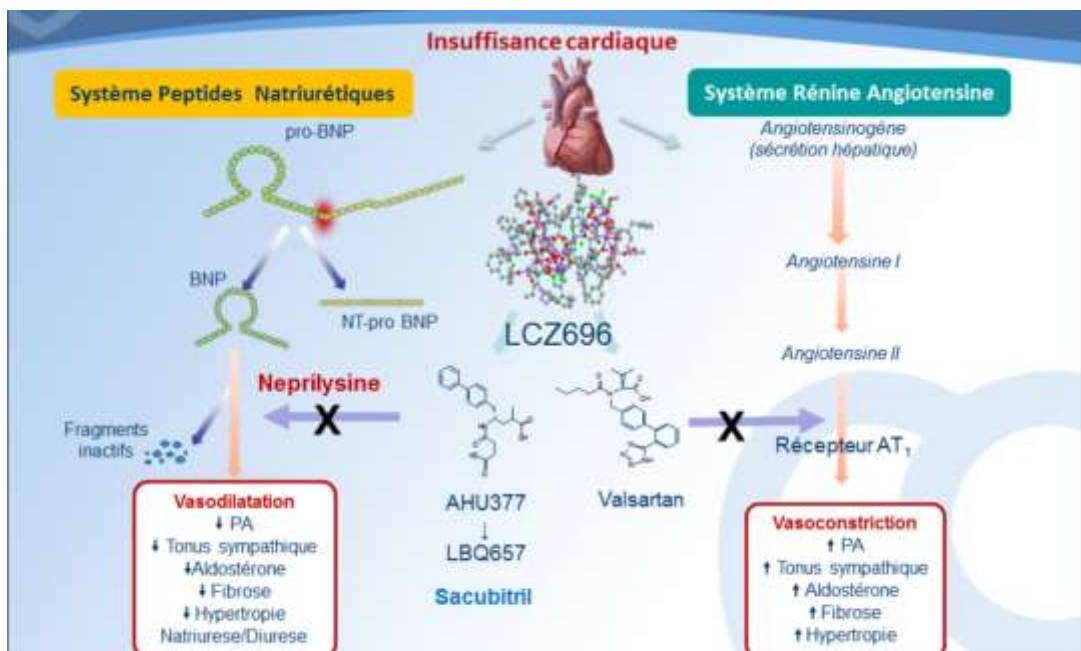 Insuffisance cardiaque
Système Peptides Natriurétiques
pro-BNP
BNP
NT-pro BNP
Neprilysine
X
Fragments
inactifs
Vasodilatation
↓ PA
↓ Tonus sympathique
↓Aldostérone
↓ Fibrose
↓ Hypertropie
Natriurese/Diurese
LCZ696
AHU377
↓
LBQ657
Sacubitril
Valsartan
X
Système Rénine Angiotensine
Angiotensinogène
(sécrétion hépatique)
Angiotensine I
Angiotensine II
Récepteur AT₁
Vasoconstriction
↑ PA
↑ Tonus sympathique
↑ Aldostérone
↑ Fibrose
↑ Hypertropie